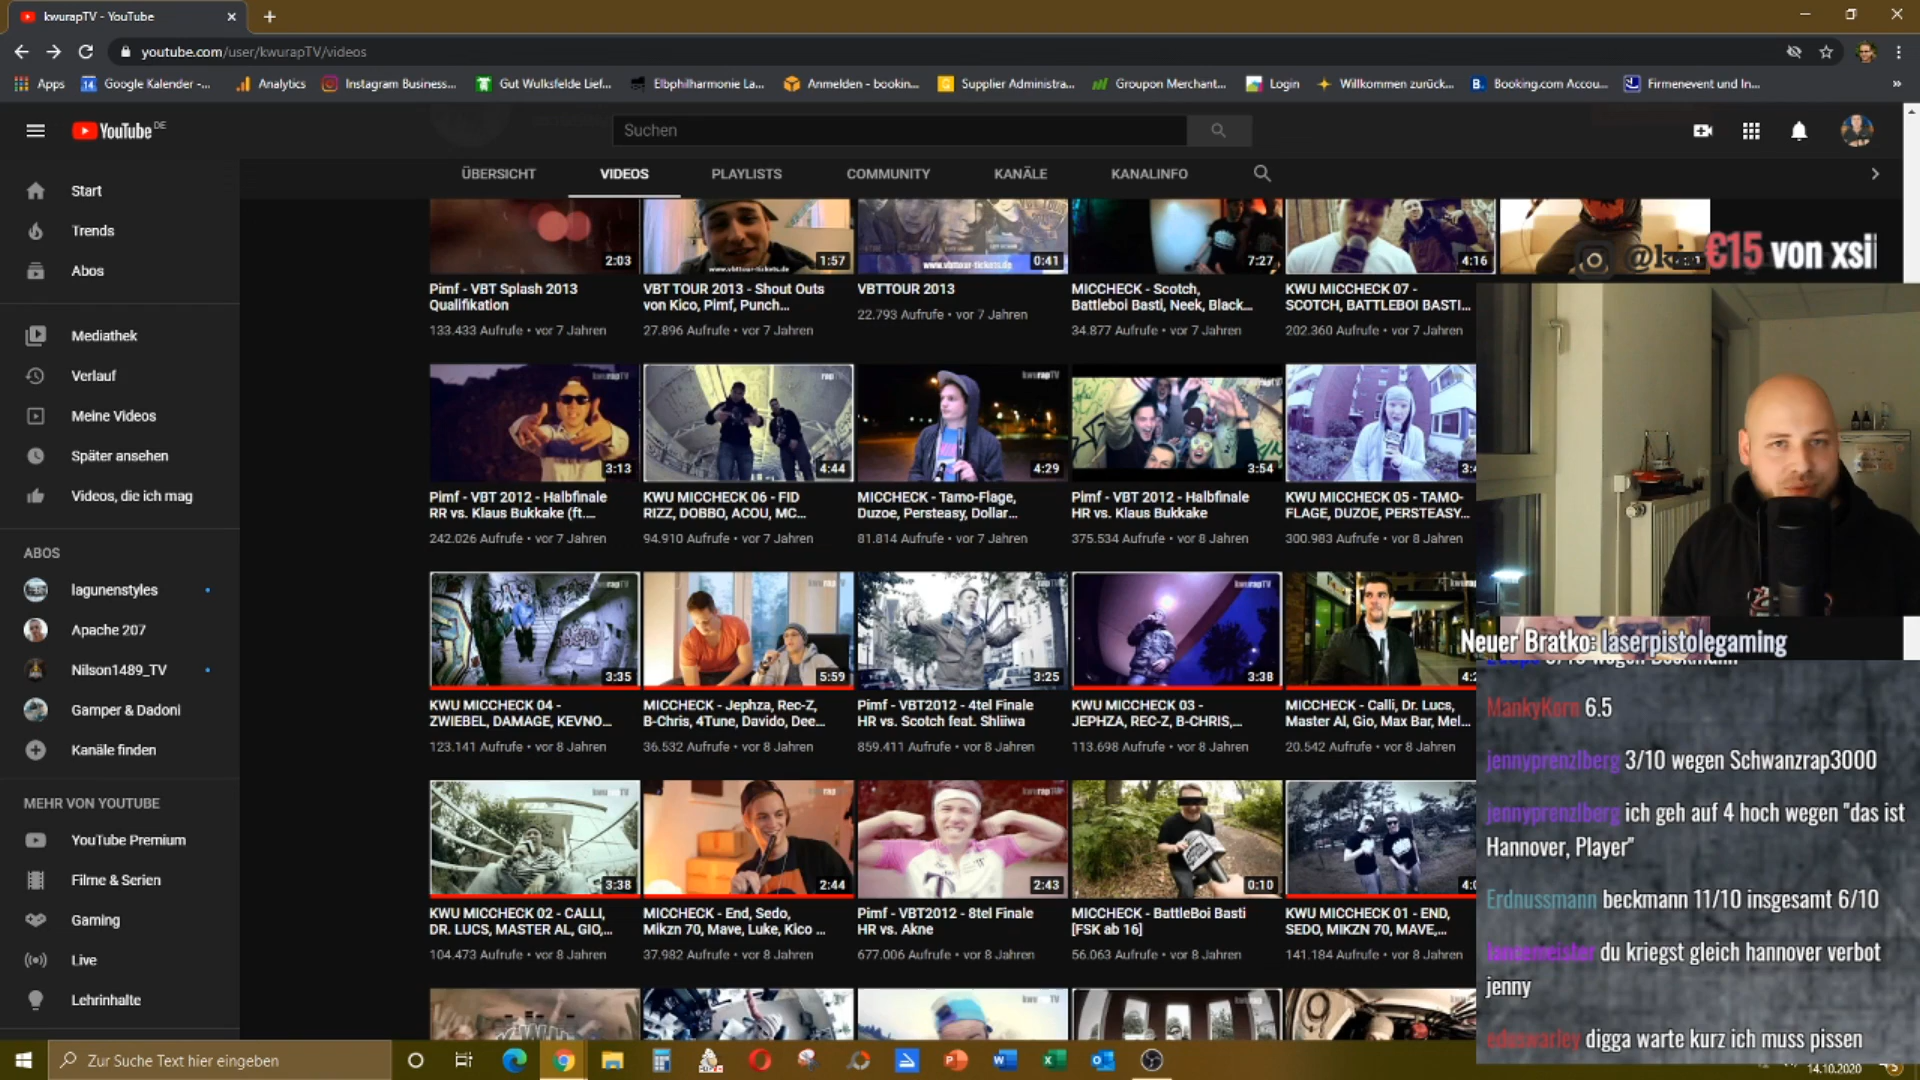 kwurapTV - YouTube
youtube.com/user/kwurapTV/videos
Apps
Google Kalender -...
Analytics
Instagram Business...
Gut Wulksfelde Lief...
Elbphilharmonie La...
Anmelden - bookin...
Supplier Administra...
Groupon Merchant...
Login
Willkommen zurück...
Booking.com Accou...
Firmenevent und In...
YouTube DE
Suchen
ÜBERSICHT
VIDEOS
PLAYLISTS
COMMUNITY
KANÄLE
KANALINFO
Start
Trends
Abos
Mediathek
Verlauf
Meine Videos
Später ansehen
Videos, die ich mag
ABOS
lagunenstyles
Apache 207
Nilson1489_TV
Gamper & Dadoni
Kanäle finden
MEHR VON YOUTUBE
YouTube Premium
Filme & Serien
Gaming
Live
Lehrinhalte
2:03
Pimf - VBT Splash 2013
Qualifikation
133.433 Aufrufe • vor 7 Jahren
www.vbttour-tickets.de
1:57
VBT TOUR 2013 - Shout Outs
von Kico, Pimf, Punch...
27.896 Aufrufe • vor 7 Jahren
www.vbttour-tickets.de
0:41
VBTTOUR 2013
22.793 Aufrufe • vor 7 Jahren
7:27
MICCHECK - Scotch,
Battleboi Basti, Neek, Black...
34.877 Aufrufe • vor 7 Jahren
4:16
KWU MICCHECK 07 -
SCOTCH, BATTLEBOI BASTI...
202.360 Aufrufe • vor 7 Jahren
€15 von xsil
3:13
Pimf - VBT 2012 - Halbfinale
RR vs. Klaus Bukkake (ft....
242.026 Aufrufe • vor 7 Jahren
4:44
KWU MICCHECK 06 - FID
RIZZ, DOBBO, ACOU, MC...
94.910 Aufrufe • vor 7 Jahren
4:29
MICCHECK - Tamo-Flage,
Duzoe, Persteasy, Dollar...
81.814 Aufrufe • vor 7 Jahren
3:54
Pimf - VBT 2012 - Halbfinale
HR vs. Klaus Bukkake
375.534 Aufrufe • vor 8 Jahren
KWU MICCHECK 05 - TAMO-
FLAGE, DUZOE, PERSTEASY...
300.983 Aufrufe • vor 8 Jahren
3:35
KWU MICCHECK 04 -
ZWIEBEL, DAMAGE, KEVNO...
123.141 Aufrufe • vor 8 Jahren
5:59
MICCHECK - Jephza, Rec-Z,
B-Chris, 4Tune, Davido, Dee...
36.532 Aufrufe • vor 8 Jahren
3:25
Pimf - VBT2012 - 4tel Finale
HR vs. Scotch feat. Shliiwa
859.411 Aufrufe • vor 8 Jahren
3:38
KWU MICCHECK 03 -
JEPHZA, REC-Z, B-CHRIS,...
113.698 Aufrufe • vor 8 Jahren
MICCHECK - Calli, Dr. Lucs,
Master Al, Gio, Max Bar, Mel...
20.542 Aufrufe • vor 8 Jahren
3:38
KWU MICCHECK 02 - CALLI,
DR. LUCS, MASTER AL, GIO,...
104.473 Aufrufe • vor 8 Jahren
2:44
MICCHECK - End, Sedo,
Mikzn 70, Mave, Luke, Kico ...
37.982 Aufrufe • vor 8 Jahren
2:43
Pimf - VBT2012 - 8tel Finale
HR vs. Akne
677.006 Aufrufe • vor 8 Jahren
0:10
MICCHECK - BattleBoi Basti
[FSK ab 16]
56.063 Aufrufe • vor 8 Jahren
KWU MICCHECK 01 - END,
SEDO, MIKZN 70, MAVE,...
141.184 Aufrufe • vor 8 Jahren
Neuer Bratko: laserpistolegaming
MankyKorn 6.5
jennyprenzlberg 3/10 wegen Schwanzrap3000
jennyprenzlberg ich geh auf 4 hoch wegen "das ist
Hannover, Player"
Erdnussmann beckmann 11/10 insgesamt 6/10
du kriegst gleich hannover verbot
jenny
digga warte kurz ich muss pissen
Zur Suche Text hier eingeben
14.10.2020